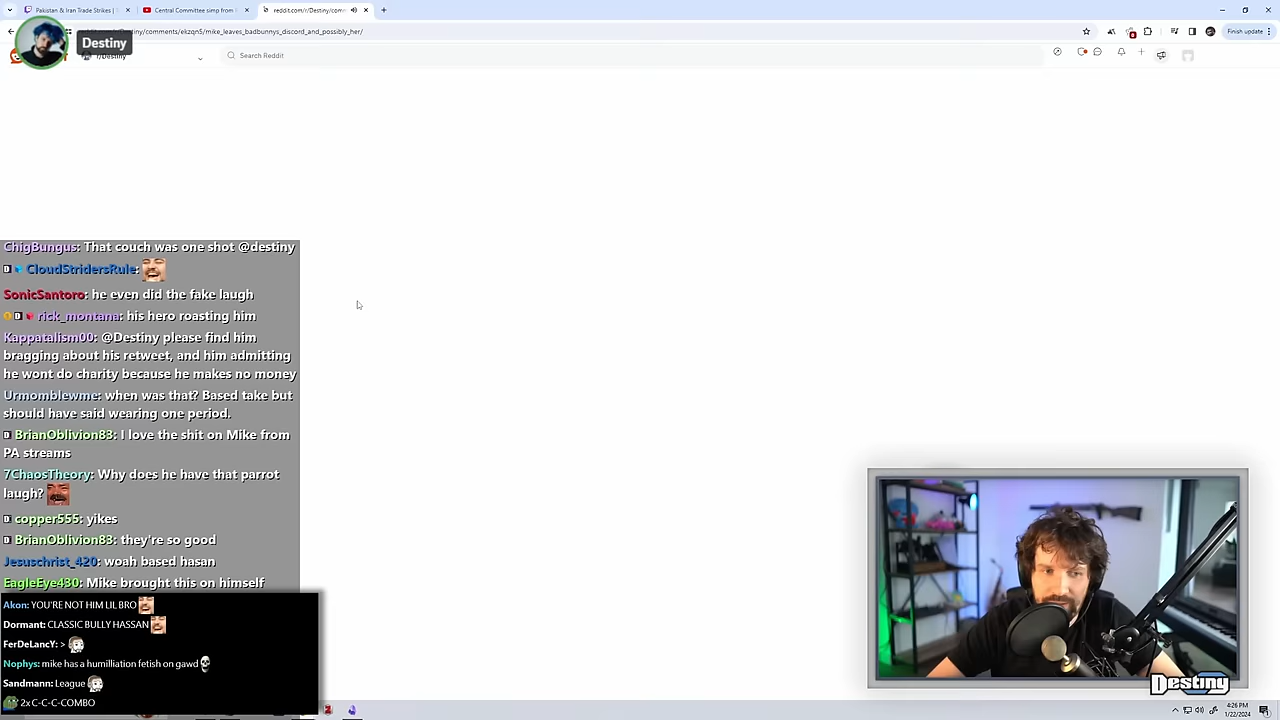 Pakistan & Iran Trade Strikes |
Central Committee simp from
reddit.com/r/Destiny/com
/comments/ekzqn5/mike_leaves_badbunnys_discord_and_possibly_her/
Finish update
Destiny
r/Destiny
Search Reddit
ChigBungus: That couch was one shot @destiny
CloudStridersRule:
SonicSantoro: he even did the fake laugh
rick_montana: his hero roasting him
Kappatalism00: @Destiny please find him
bragging about his retweet, and him admitting
he wont do charity because he makes no money
Urmomblewme: when was that? Based take but
should have said wearing one period.
BrianOblivion83: I love the shit on Mike from
PA streams
7ChaosTheory: Why does he have that parrot
laugh?
copper555: yikes
BrianOblivion83: they're so good
Jesuschrist_420: woah based hasan
EagleEye430: Mike brought this on himself
Akon: YOU'RE NOT HIM LIL BRO
Dormant: CLASSIC BULLY HASSAN
FerDeLancY: >
Nophys: mike has a humilliation fetish on gawd
Sandmann: League
2x C-C-C-COMBO
Destiny
4:26 PM
1/22/2024